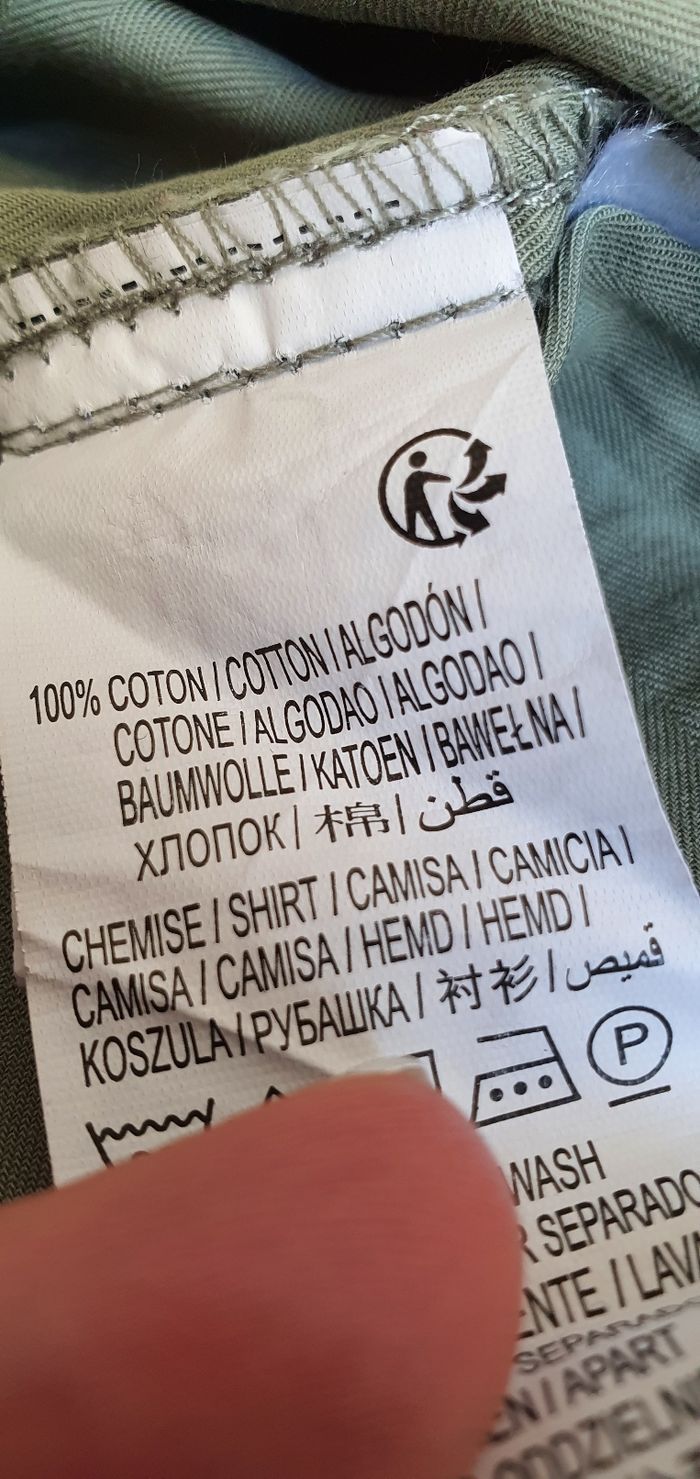 100% COTON / COTTON / ALGODÓN /
COTONE / ALGODAO / ALGODAO /
BAUMWOLLE / KATOEN / BAWEŁNA /
ХЛОПОК / 棉 / قطن
CHEMISE / SHIRT / CAMISA / CAMICIA /
CAMISA / CAMISA / HEMD / HEMD /
KOSZULA / РУБАШКА / 衬衫 / قميص
P
WASH
SEPARADO
LAVA
SEPARADO
/ APART